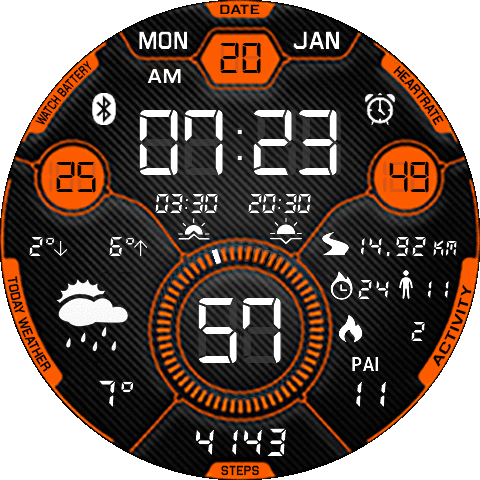 DATE
MON 20 JAN
AM
WATCH BATTERY
HEARTRATE
07:23
25
49
03:30 20:30
2°↓ 6°↑
14.92 KM
24 11
TODAY WEATHER
ACTIVITY
57
2
PAI
7°
11
4143
STEPS